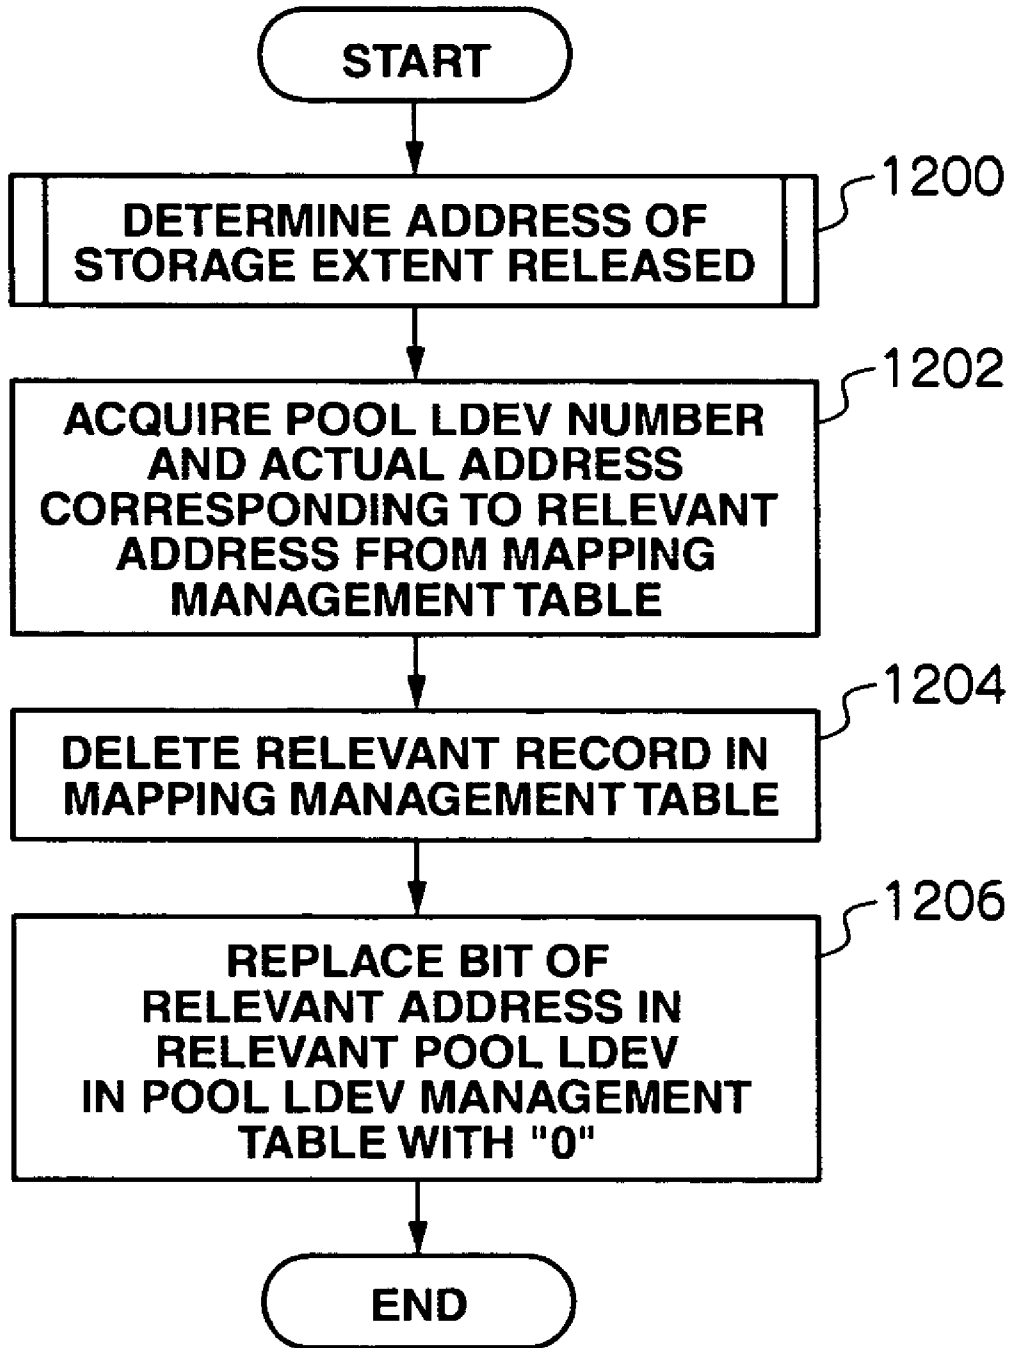 START
1200
DETERMINE ADDRESS OF
STORAGE EXTENT RELEASED
1202
ACQUIRE POOL LDEV NUMBER
AND ACTUAL ADDRESS
CORRESPONDING TO RELEVANT
ADDRESS FROM MAPPING
MANAGEMENT TABLE
1204
DELETE RELEVANT RECORD IN
MAPPING MANAGEMENT TABLE
1206
REPLACE BIT OF
RELEVANT ADDRESS IN
RELEVANT POOL LDEV
IN POOL LDEV MANAGEMENT
TABLE WITH "0"
END